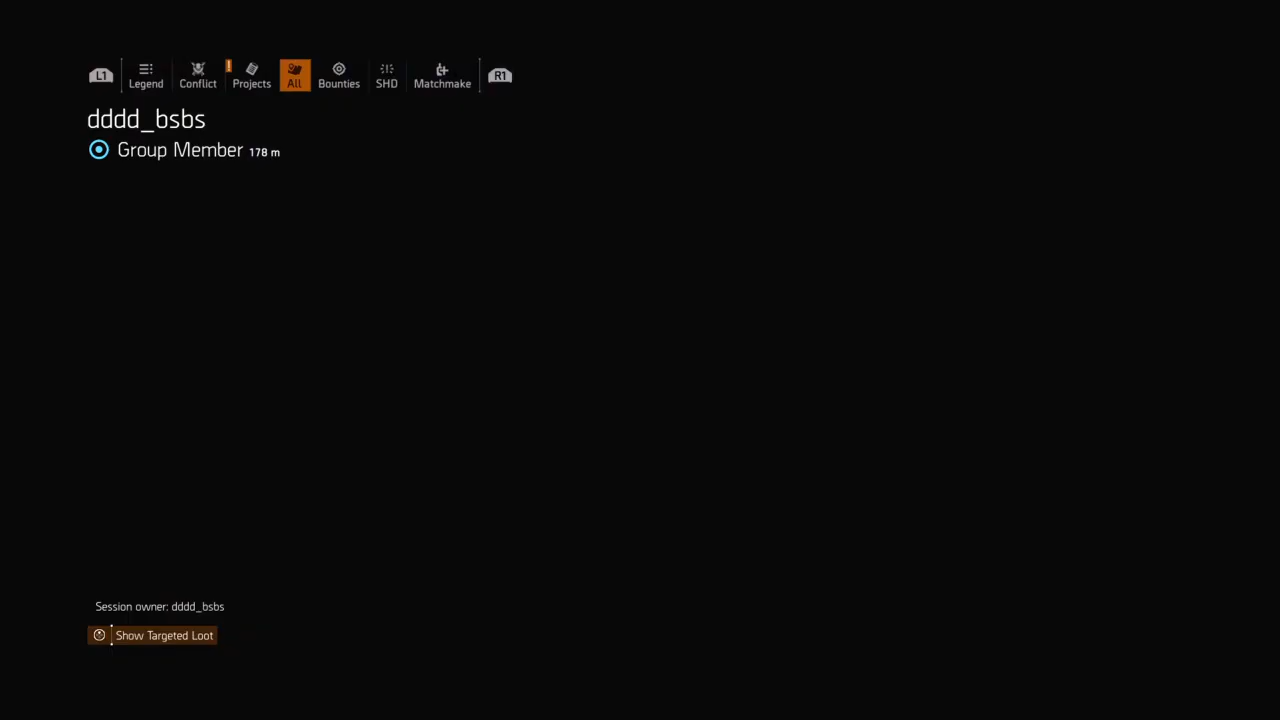 L1 Legend Conflict ! Projects All Bounties SHD Matchmake R1
dddd_bsbs
Group Member 178 m
Session owner: dddd_bsbs
Show Targeted Loot